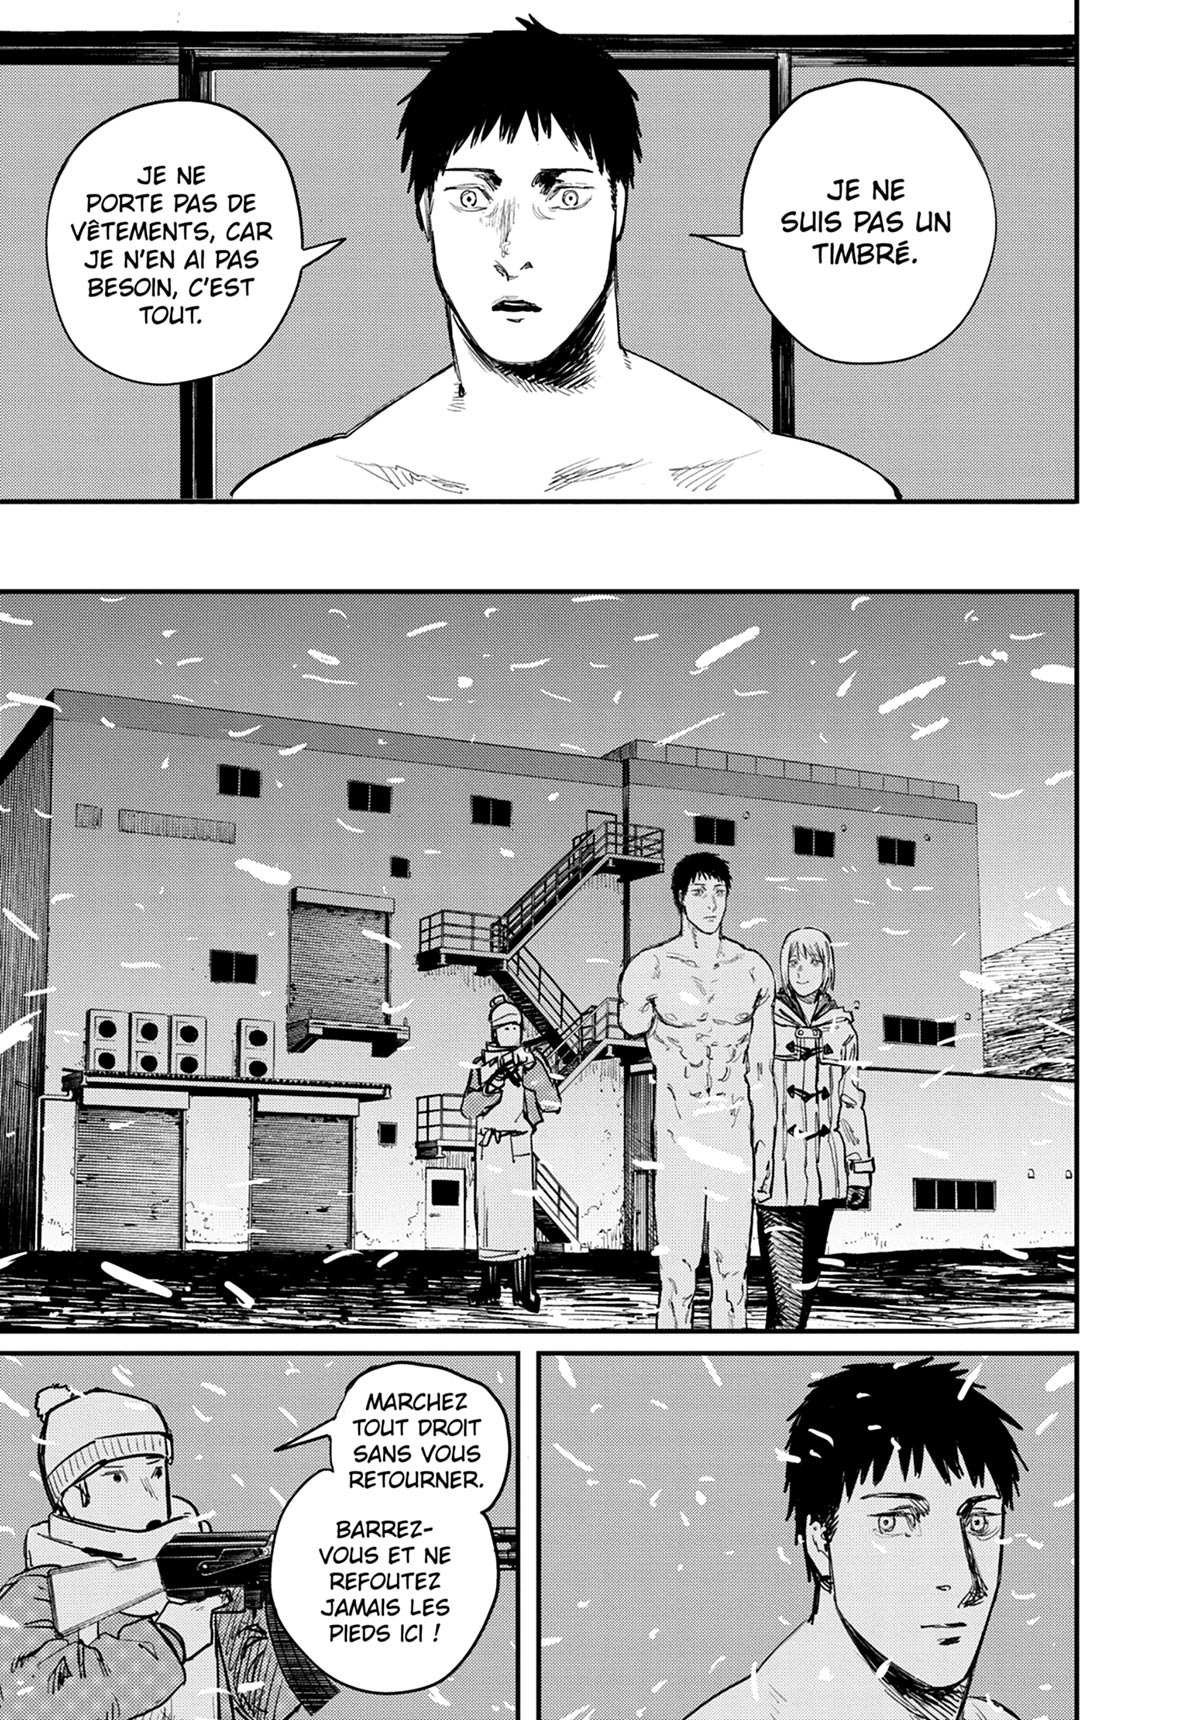 JE NE
SUIS PAS UN
TIMBRÉ.
JE NE
PORTE PAS DE
VÊTEMENTS, CAR
JE N'EN AI PAS
BESOIN, C'EST
TOUT.
MARCHEZ
TOUT DROIT
SANS VOUS
RETOURNER.
BARREZ-
VOUS ET NE
REFOUTEZ
JAMAIS LES
PIEDS ICI !